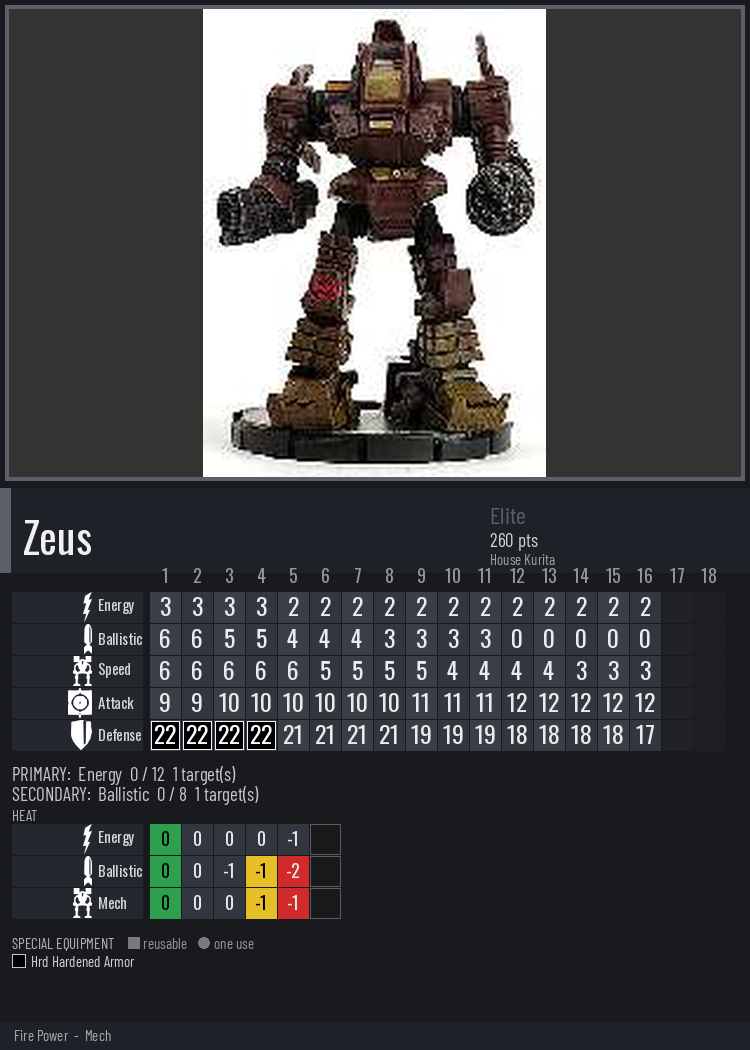 Zeus
Elite
260 pts
House Kurita
1 2 3 4 5 6 7 8 9 10 11 12 13 14 15 16 17 18
Energy 3 3 3 3 2 2 2 2 2 2 2 2 2 2 2 2
Ballistic 6 6 5 5 4 4 4 3 3 3 3 0 0 0 0 0
Speed 6 6 6 6 6 5 5 5 5 4 4 4 4 3 3 3
Attack 9 9 10 10 10 10 10 10 11 11 11 12 12 12 12 12
Defense 22 22 22 22 21 21 21 21 19 19 19 18 18 18 18 17
PRIMARY: Energy 0 / 12 1 target(s)
SECONDARY: Ballistic 0 / 8 1 target(s)
HEAT
Energy 0 0 0 0 -1
Ballistic 0 0 -1 -1 -2
Mech 0 0 0 -1 -1
SPECIAL EQUIPMENT reusable one use
Hrd Hardened Armor
Fire Power - Mech